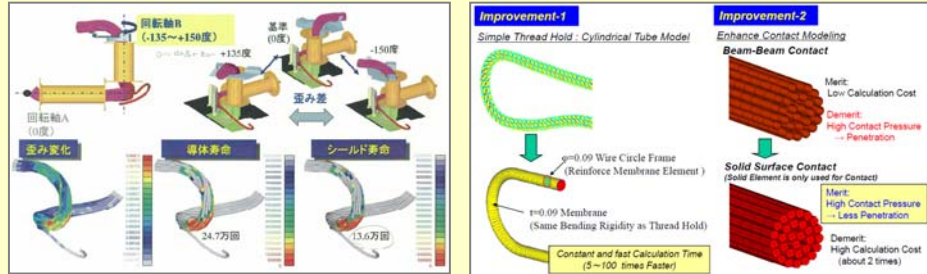 回転軸B
(-135～+150度)
+135度
基準
(0度)
-150度
回転軸A
(0度)
歪み差
歪み変化
導体寿命
シールド寿命
24.7万回
13.6万回
Improvement-1
Simple Thread Hold : Cylindrical Tube Model
φ=0.09 Wire Circle Frame
(Reinforce Membrane Element )
t=0.09 Membrane
(Same Bending Rigidity as Thread Hold)
Constant and fast Calculation Time
(5～100 times Faster)
Improvement-2
Enhance Contact Modeling
Beam-Beam Contact
Merit:
Low Calculation Cost
Demerit:
High Contact Pressure
→ Penetration
Solid Surface Contact
(Solid Element is only used for Contact)
Merit:
High Contact Pressure
→ Less Penetration
Demerit:
High Calculation Cost
(about 2 times)